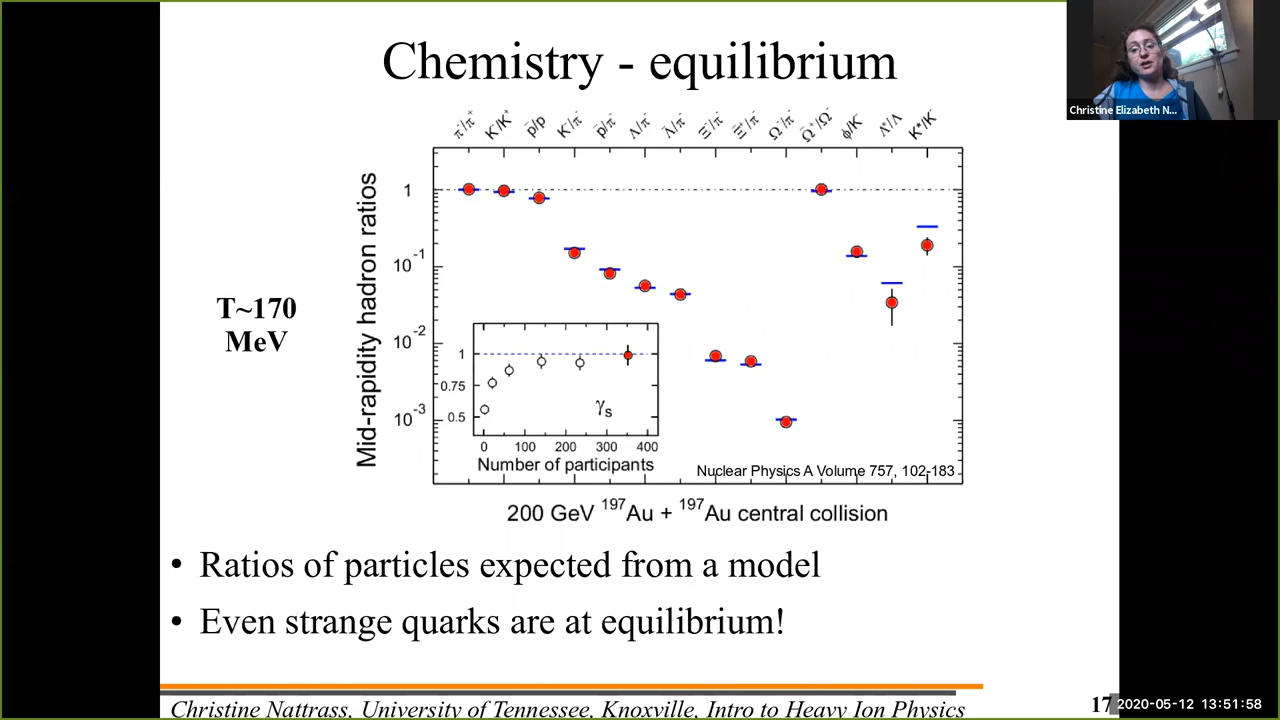 Chemistry - equilibrium
Christine Elizabeth N...
π⁻/π⁺ K⁻/K⁺ p̄/p K⁻/π⁻ p̄/π⁻ Λ/π⁻ Λ̄/π⁻ Ξ⁻/π⁻ Ξ̄⁺/π⁻ Ω⁻/π⁻ Ω̄⁺/Ω⁻ ϕ/K⁻ Λ*/Λ K*/K⁻
Mid-rapidity hadron ratios
1
10⁻¹
10⁻²
10⁻³
T~170
MeV
1
0.75
0.5
γs
0 100 200 300 400
Number of participants
Nuclear Physics A Volume 757, 102-183
200 GeV ¹⁹⁷Au + ¹⁹⁷Au central collision
• Ratios of particles expected from a model
• Even strange quarks are at equilibrium!
Christine Nattrass, University of Tennessee, Knoxville, Intro to Heavy Ion Physics
17
2020-05-12 13:51:58